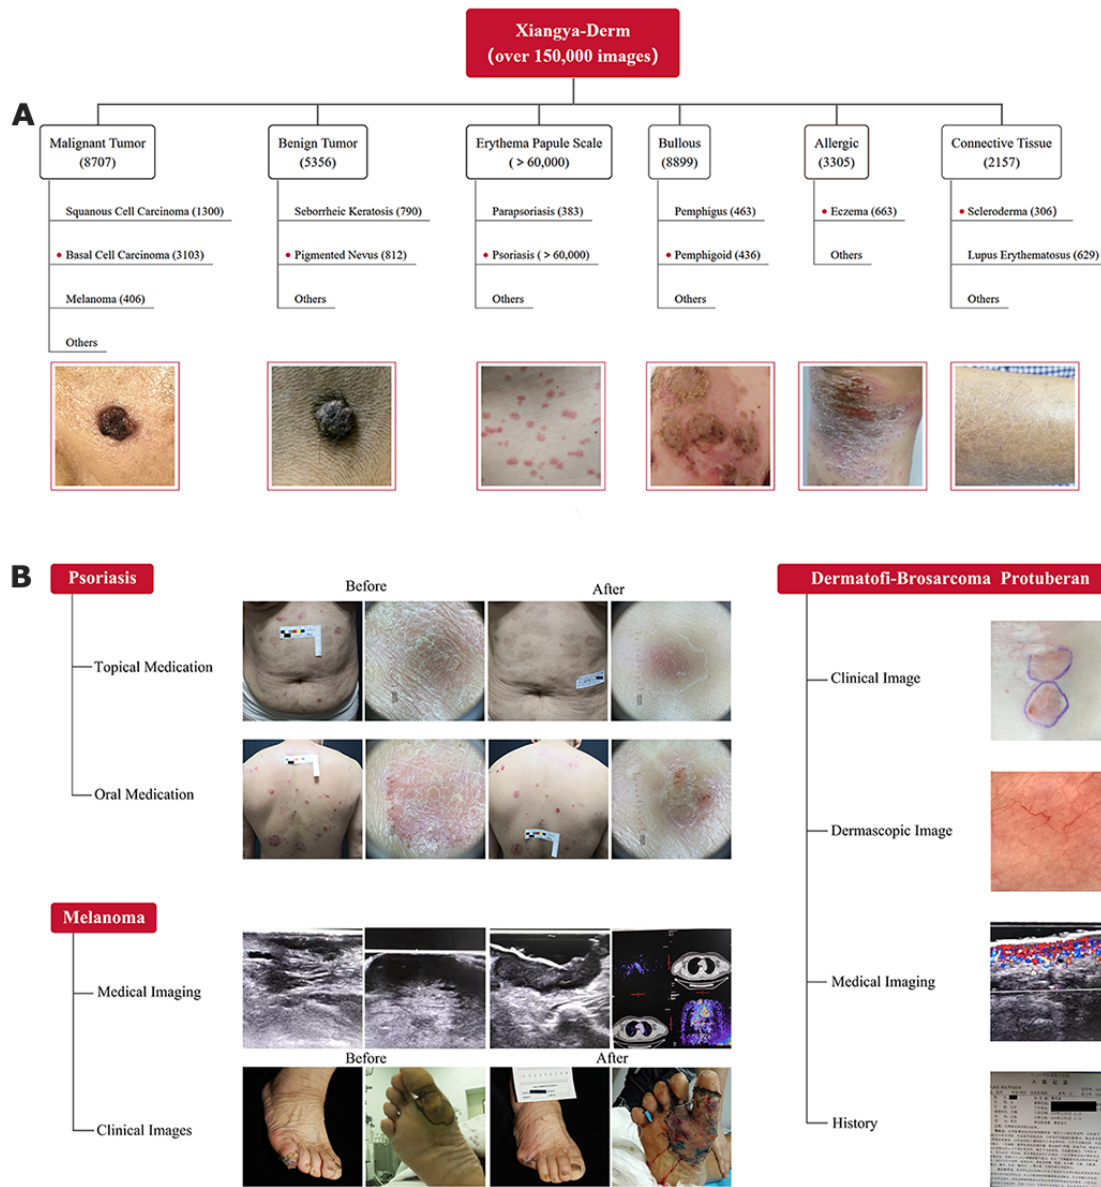 Xiangya-Derm
(over 150,000 images)
A
Malignant Tumor
(8707)
Benign Tumor
(5356)
Erythema Papule Scale
( > 60,000)
Bullous
(8899)
Allergic
(3305)
Connective Tissue
(2157)
Squanous Cell Carcinoma (1300)
Seborrheic Keratosis (790)
Parapsoriasis (383)
Pemphigus (463)
Eczema (663)
Scleroderma (306)
Basal Cell Carcinoma (3103)
Pigmented Nevus (812)
Psoriasis ( > 60,000)
Pemphigoid (436)
Others
Lupus Erythematosus (629)
Melanoma (406)
Others
Others
Others
Others
B
Psoriasis
Before
After
Topical Medication
Oral Medication
Melanoma
Medical Imaging
Before
After
Clinical Images
Dermatofi-Brosarcoma Protuberan
Clinical Image
Dermascopic Image
Medical Imaging
History
入 院 记 录